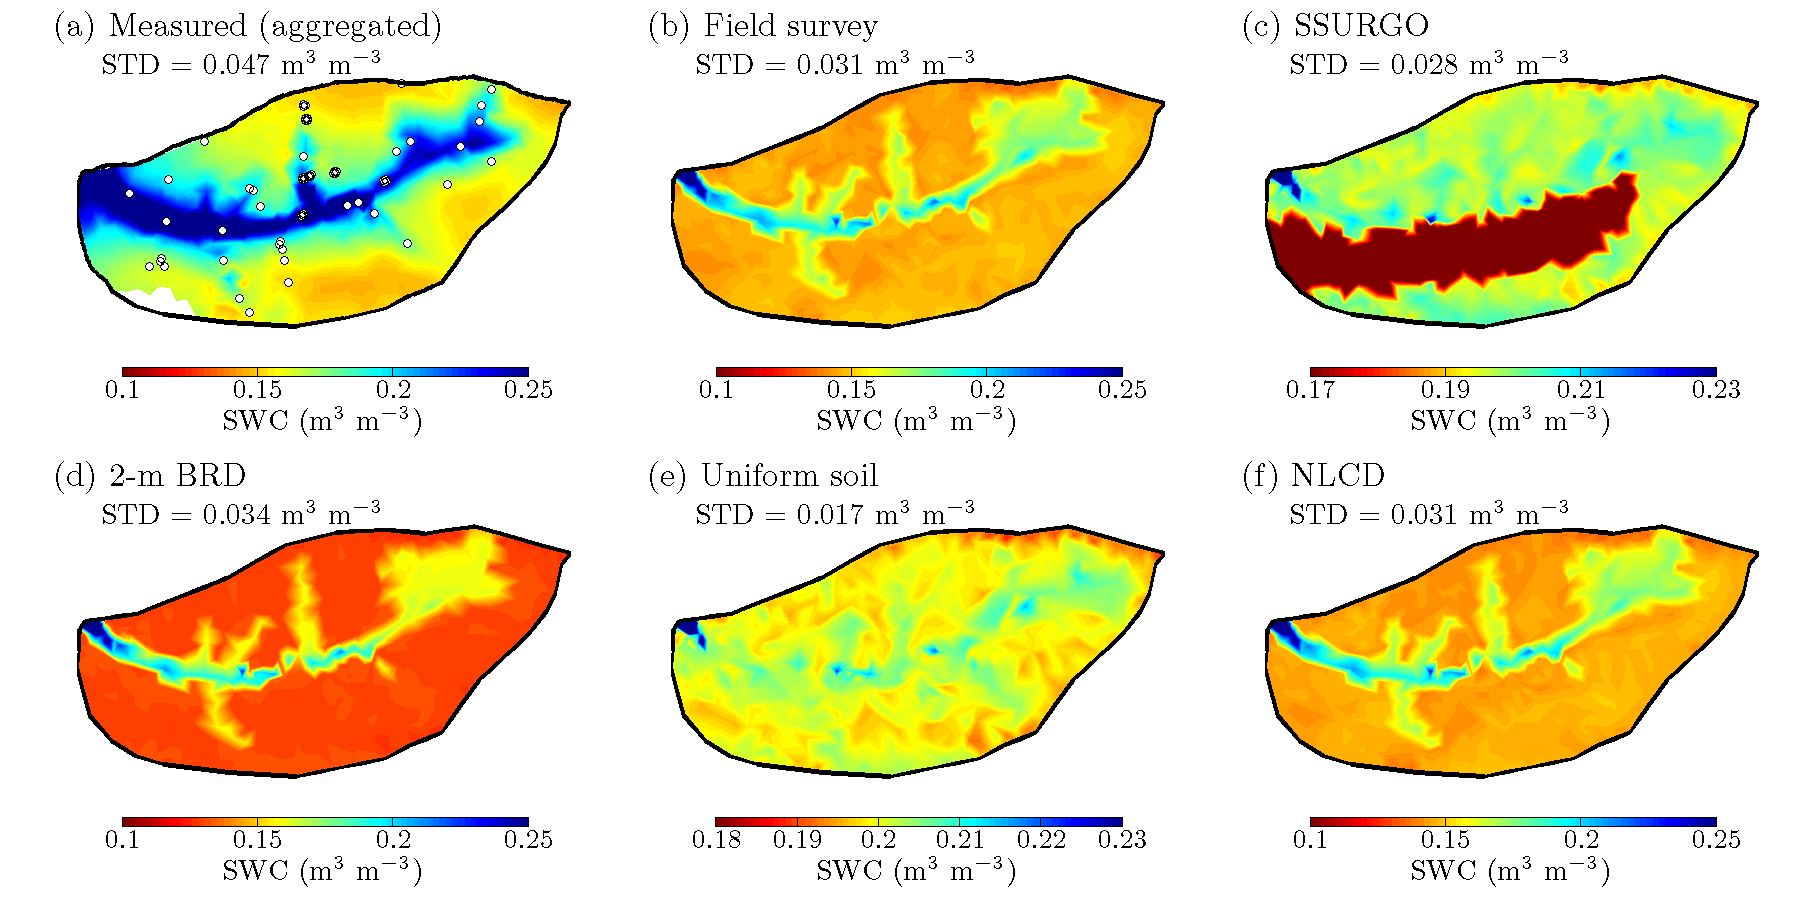 (a) Measured (aggregated)
STD = 0.047 m³ m⁻³
0.1 0.15 0.2 0.25
SWC (m³ m⁻³)
(b) Field survey
STD = 0.031 m³ m⁻³
0.1 0.15 0.2 0.25
SWC (m³ m⁻³)
(c) SSURGO
STD = 0.028 m³ m⁻³
0.17 0.19 0.21 0.23
SWC (m³ m⁻³)
(d) 2-m BRD
STD = 0.034 m³ m⁻³
0.1 0.15 0.2 0.25
SWC (m³ m⁻³)
(e) Uniform soil
STD = 0.017 m³ m⁻³
0.18 0.19 0.2 0.21 0.22 0.23
SWC (m³ m⁻³)
(f) NLCD
STD = 0.031 m³ m⁻³
0.1 0.15 0.2 0.25
SWC (m³ m⁻³)